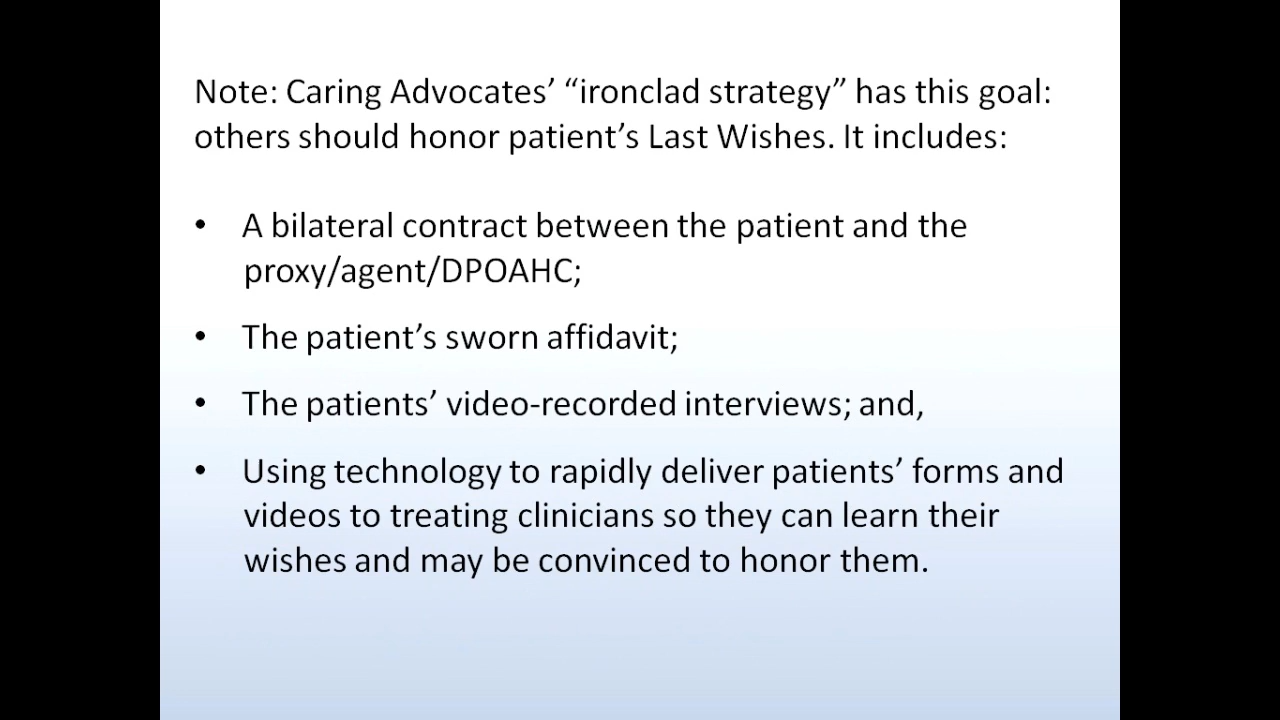 Note: Caring Advocates’ “ironclad strategy” has this goal:
others should honor patient’s Last Wishes. It includes:
• A bilateral contract between the patient and the
proxy/agent/DPOAHC;
• The patient’s sworn affidavit;
• The patients’ video-recorded interviews; and,
• Using technology to rapidly deliver patients’ forms and
videos to treating clinicians so they can learn their
wishes and may be convinced to honor them.